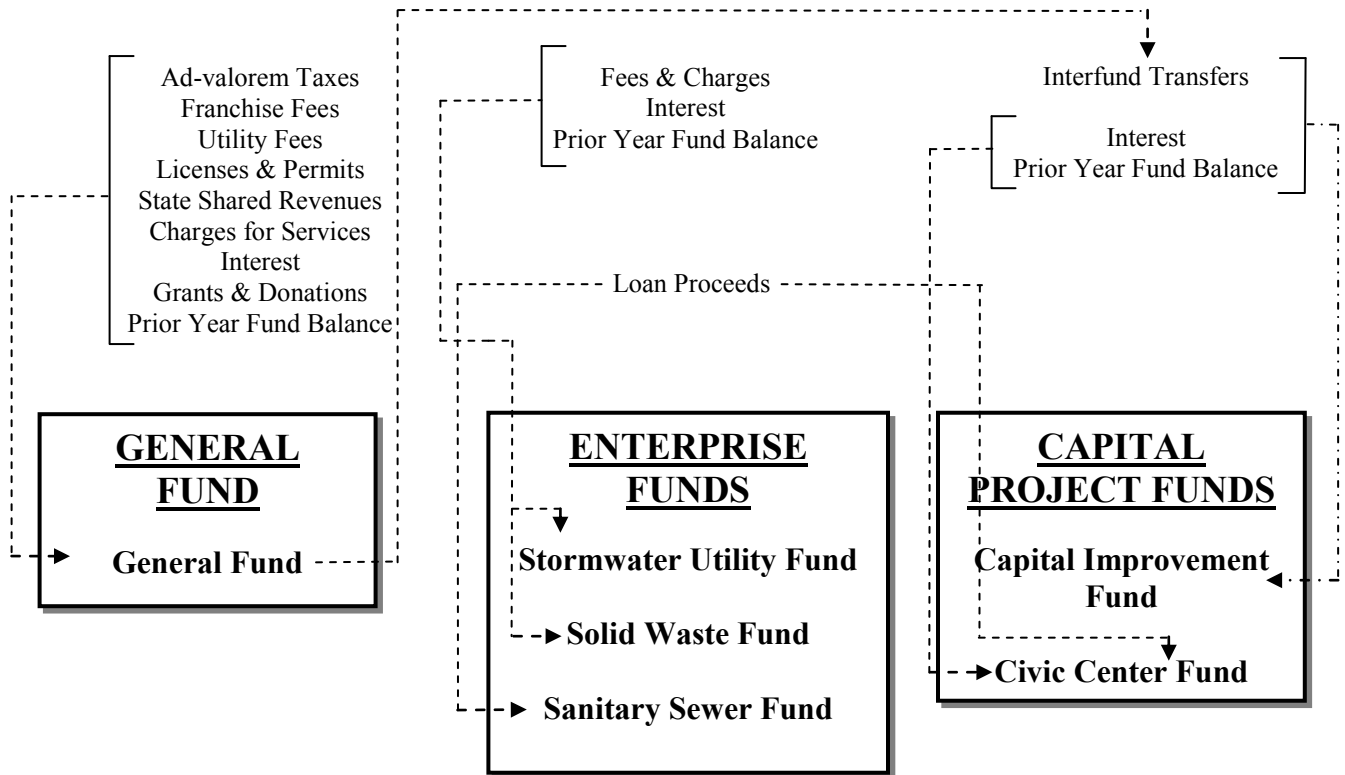 Ad-valorem Taxes
Franchise Fees
Utility Fees
Licenses & Permits
State Shared Revenues
Charges for Services
Interest
Grants & Donations
Prior Year Fund Balance
Fees & Charges
Interest
Prior Year Fund Balance
Interfund Transfers
Interest
Prior Year Fund Balance
Loan Proceeds
GENERAL
FUND
General Fund
ENTERPRISE
FUNDS
Stormwater Utility Fund
Solid Waste Fund
Sanitary Sewer Fund
CAPITAL
PROJECT FUNDS
Capital Improvement
Fund
Civic Center Fund